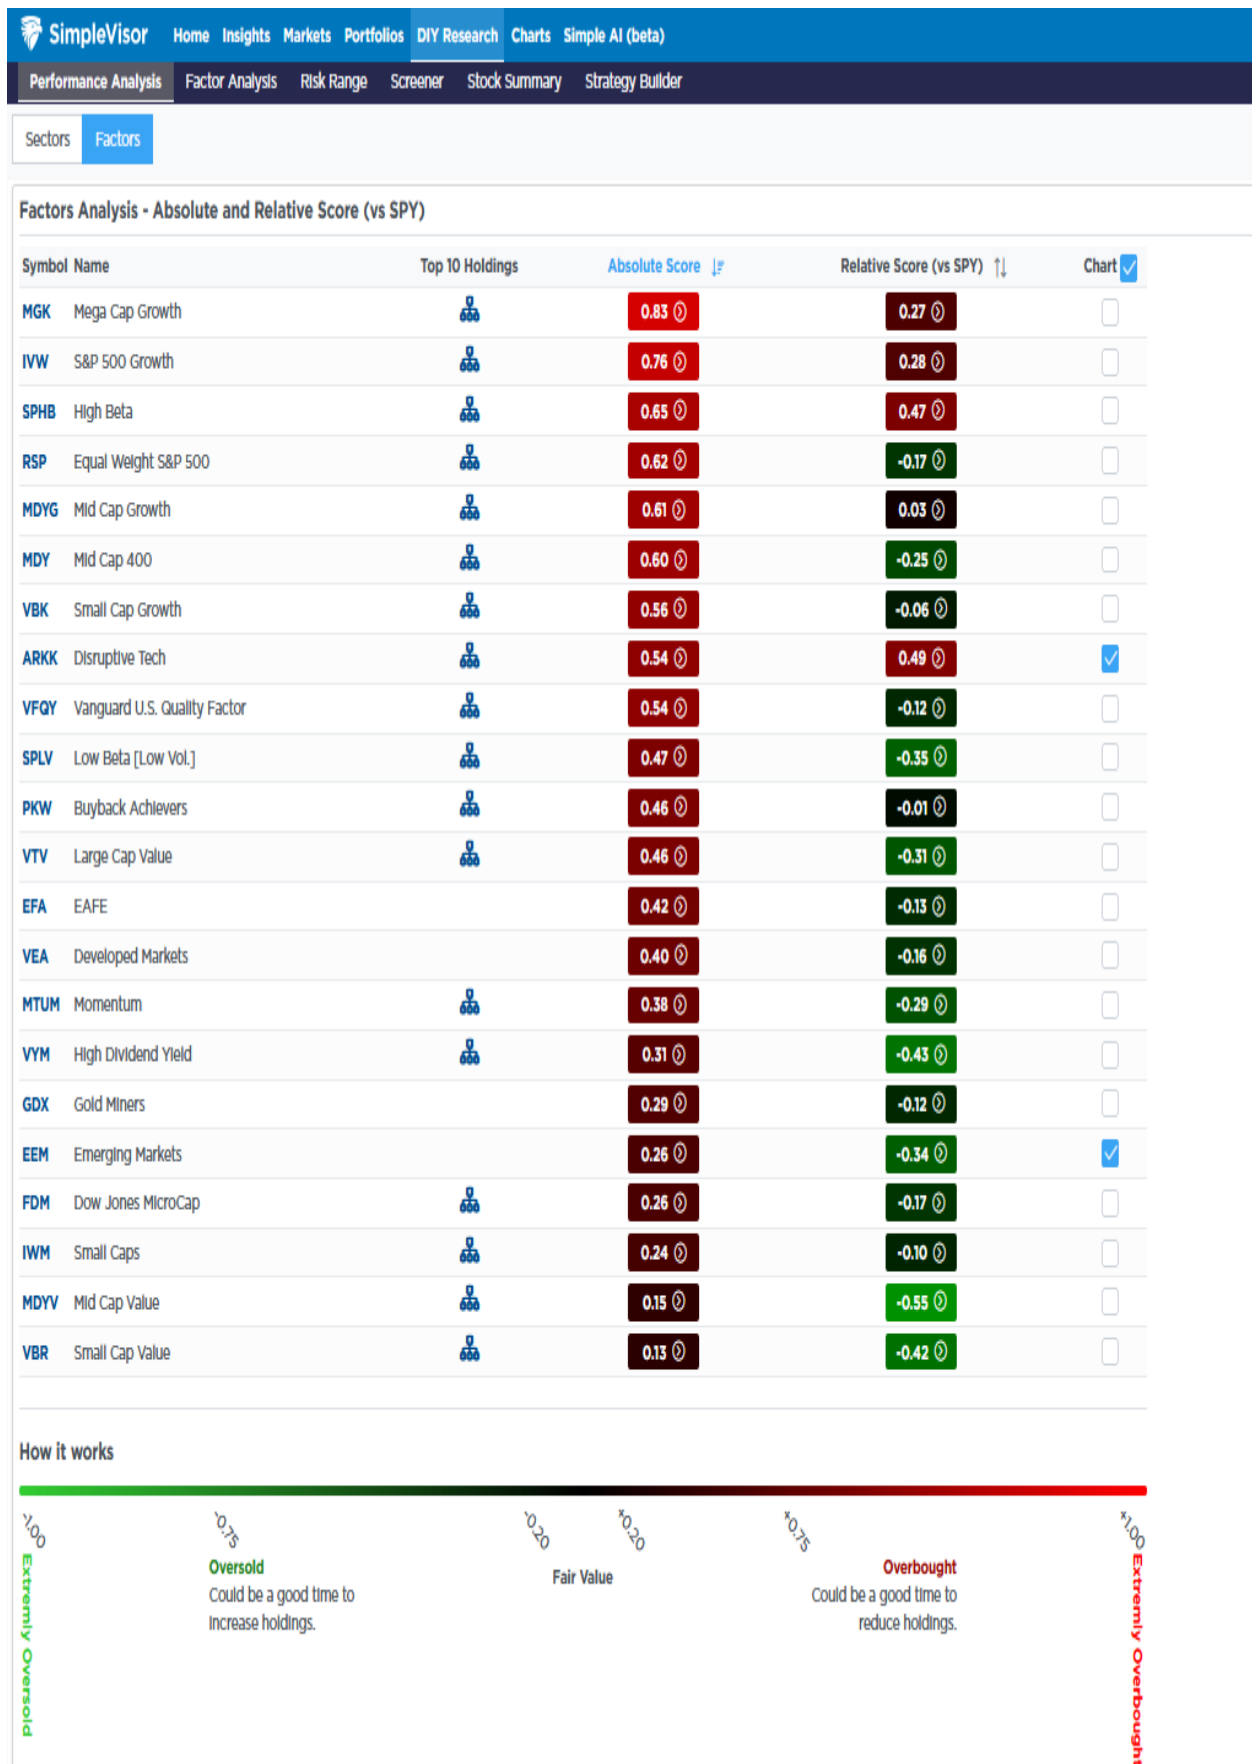 SimpleVisor Home Insights Markets Portfolios DIY Research Charts Simple AI (beta)
Performance Analysis Factor Analysis Risk Range Screener Stock Summary Strategy Builder
Sectors Factors
Factors Analysis - Absolute and Relative Score (vs SPY)
Symbol Name Top 10 Holdings Absolute Score Relative Score (vs SPY) Chart
MGK Mega Cap Growth 0.83 0.27
IVW S&P 500 Growth 0.76 0.28
SPHB High Beta 0.65 0.47
RSP Equal Weight S&P 500 0.62 -0.17
MDYG Mid Cap Growth 0.61 0.03
MDY Mid Cap 400 0.60 -0.25
VBK Small Cap Growth 0.56 -0.06
ARKK Disruptive Tech 0.54 0.49
VFQY Vanguard U.S. Quality Factor 0.54 -0.12
SPLV Low Beta [Low Vol.] 0.47 -0.35
PKW Buyback Achievers 0.46 -0.01
VTV Large Cap Value 0.46 -0.31
EFA EAFE 0.42 -0.13
VEA Developed Markets 0.40 -0.16
MTUM Momentum 0.38 -0.29
VYM High Dividend Yield 0.31 -0.43
GDX Gold Miners 0.29 -0.12
EEM Emerging Markets 0.26 -0.34
FDM Dow Jones MicroCap 0.26 -0.17
IWM Small Caps 0.24 -0.10
MDYV Mid Cap Value 0.15 -0.55
VBR Small Cap Value 0.13 -0.42
How it works
-1.00 -0.75 -0.20 +0.20 +0.75 +1.00
Extremly Oversold
Oversold
Could be a good time to
increase holdings.
Fair Value
Overbought
Could be a good time to
reduce holdings.
Extremly Overbought